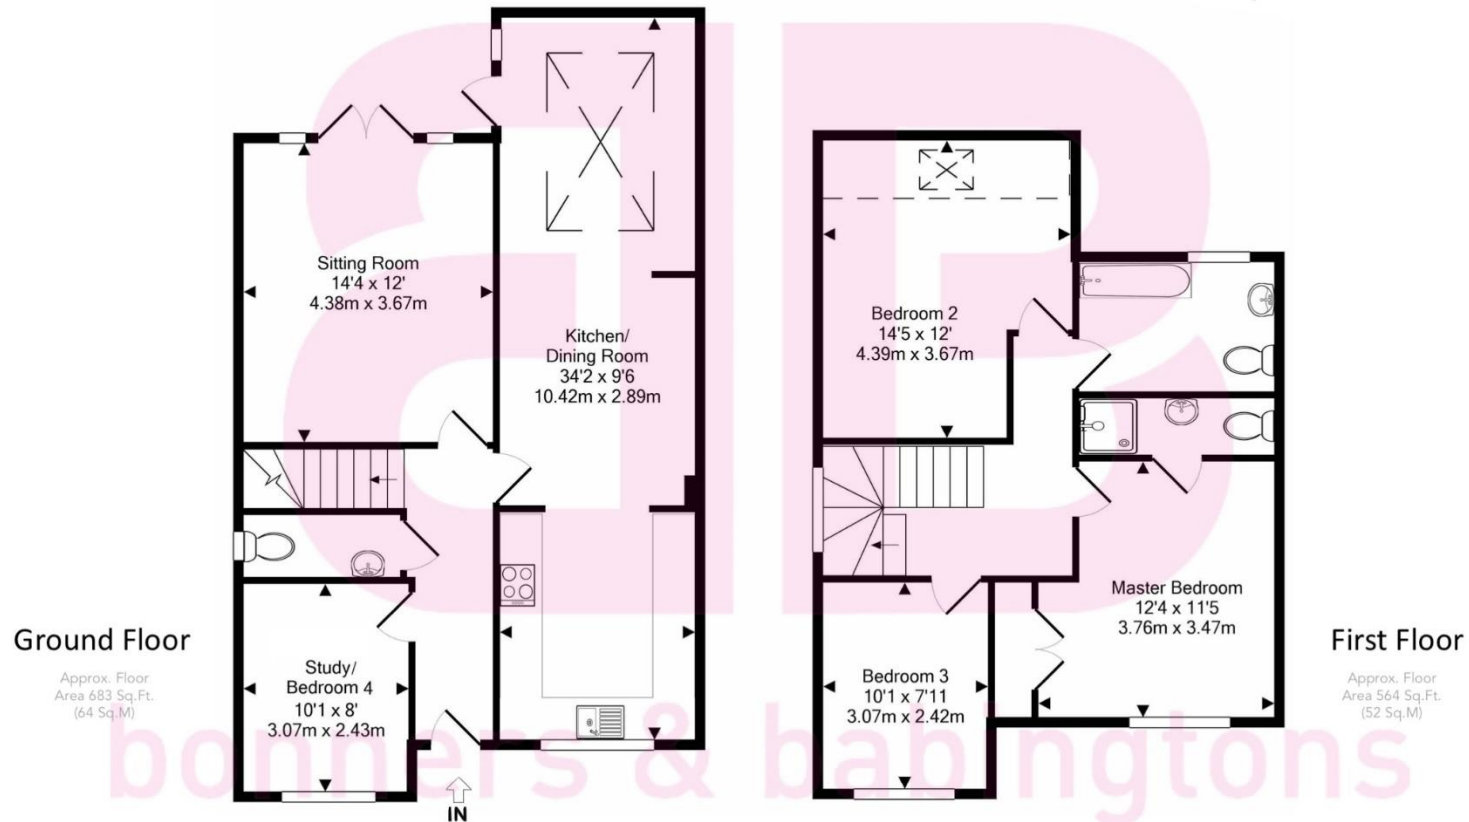 Sitting Room
14'4 x 12'
4.38m x 3.67m
Kitchen/
Dining Room
34'2 x 9'6
10.42m x 2.89m
Study/
Bedroom 4
10'1 x 8'
3.07m x 2.43m
IN
Ground Floor
Approx. Floor
Area 683 Sq.Ft.
(64 Sq.M)
Bedroom 2
14'5 x 12'
4.39m x 3.67m
Master Bedroom
12'4 x 11'5
3.76m x 3.47m
Bedroom 3
10'1 x 7'11
3.07m x 2.42m
First Floor
Approx. Floor
Area 564 Sq.Ft.
(52 Sq.M)
bonners & babingtons